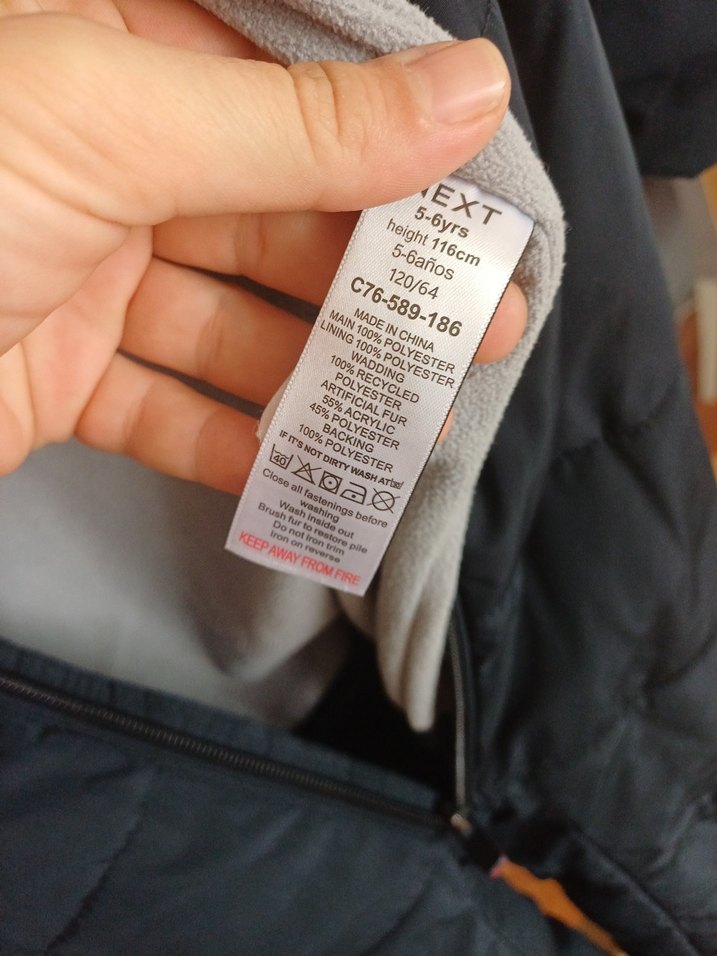 NEXT
5-6yrs
height 116cm
5-6años
120/64
C76-589-186
MADE IN CHINA
MAIN 100% POLYESTER
LINING 100% POLYESTER
WADDING
100% RECYCLED
POLYESTER
ARTIFICIAL FUR
55% ACRYLIC
45% POLYESTER
BACKING
100% POLYESTER
IF IT'S NOT DIRTY WASH AT 30
40
Close all fastenings before
washing
Wash inside out
Brush fur to restore pile
Do not iron trim
Iron on reverse
KEEP AWAY FROM FIRE